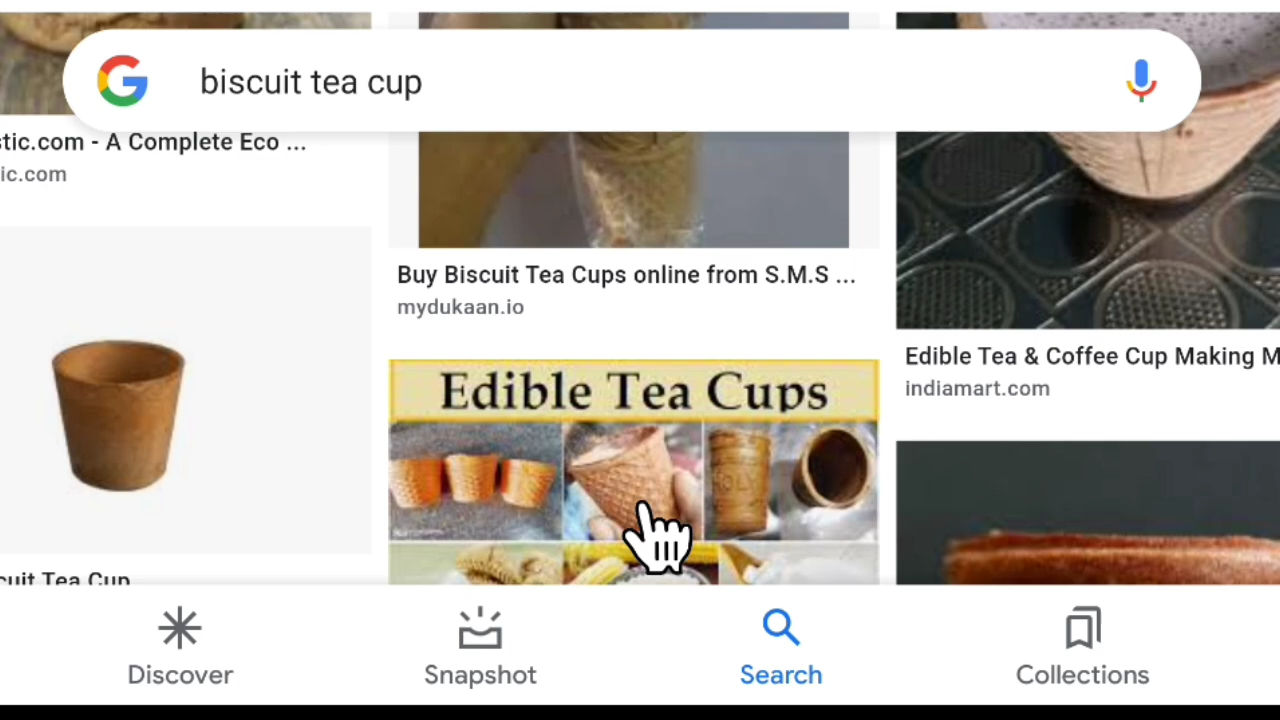 biscuit tea cup
stic.com - A Complete Eco ...
ic.com
Buy Biscuit Tea Cups online from S.M.S ...
mydukaan.io
Edible Tea & Coffee Cup Making M
indiamart.com
Edible Tea Cups
cuit Tea Cup
Discover
Snapshot
Search
Collections